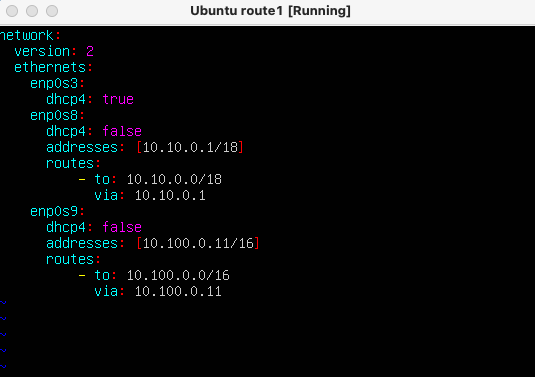 Ubuntu route1 [Running]
network:
  version: 2
  ethernets:
    enp0s3:
      dhcp4: true
    enp0s8:
      dhcp4: false
      addresses: [10.10.0.1/18]
      routes:
          - to: 10.10.0.0/18
            via: 10.10.0.1
    enp0s9:
      dhcp4: false
      addresses: [10.100.0.11/16]
      routes:
          - to: 10.100.0.0/16
            via: 10.100.0.11
~
~
~
~
~